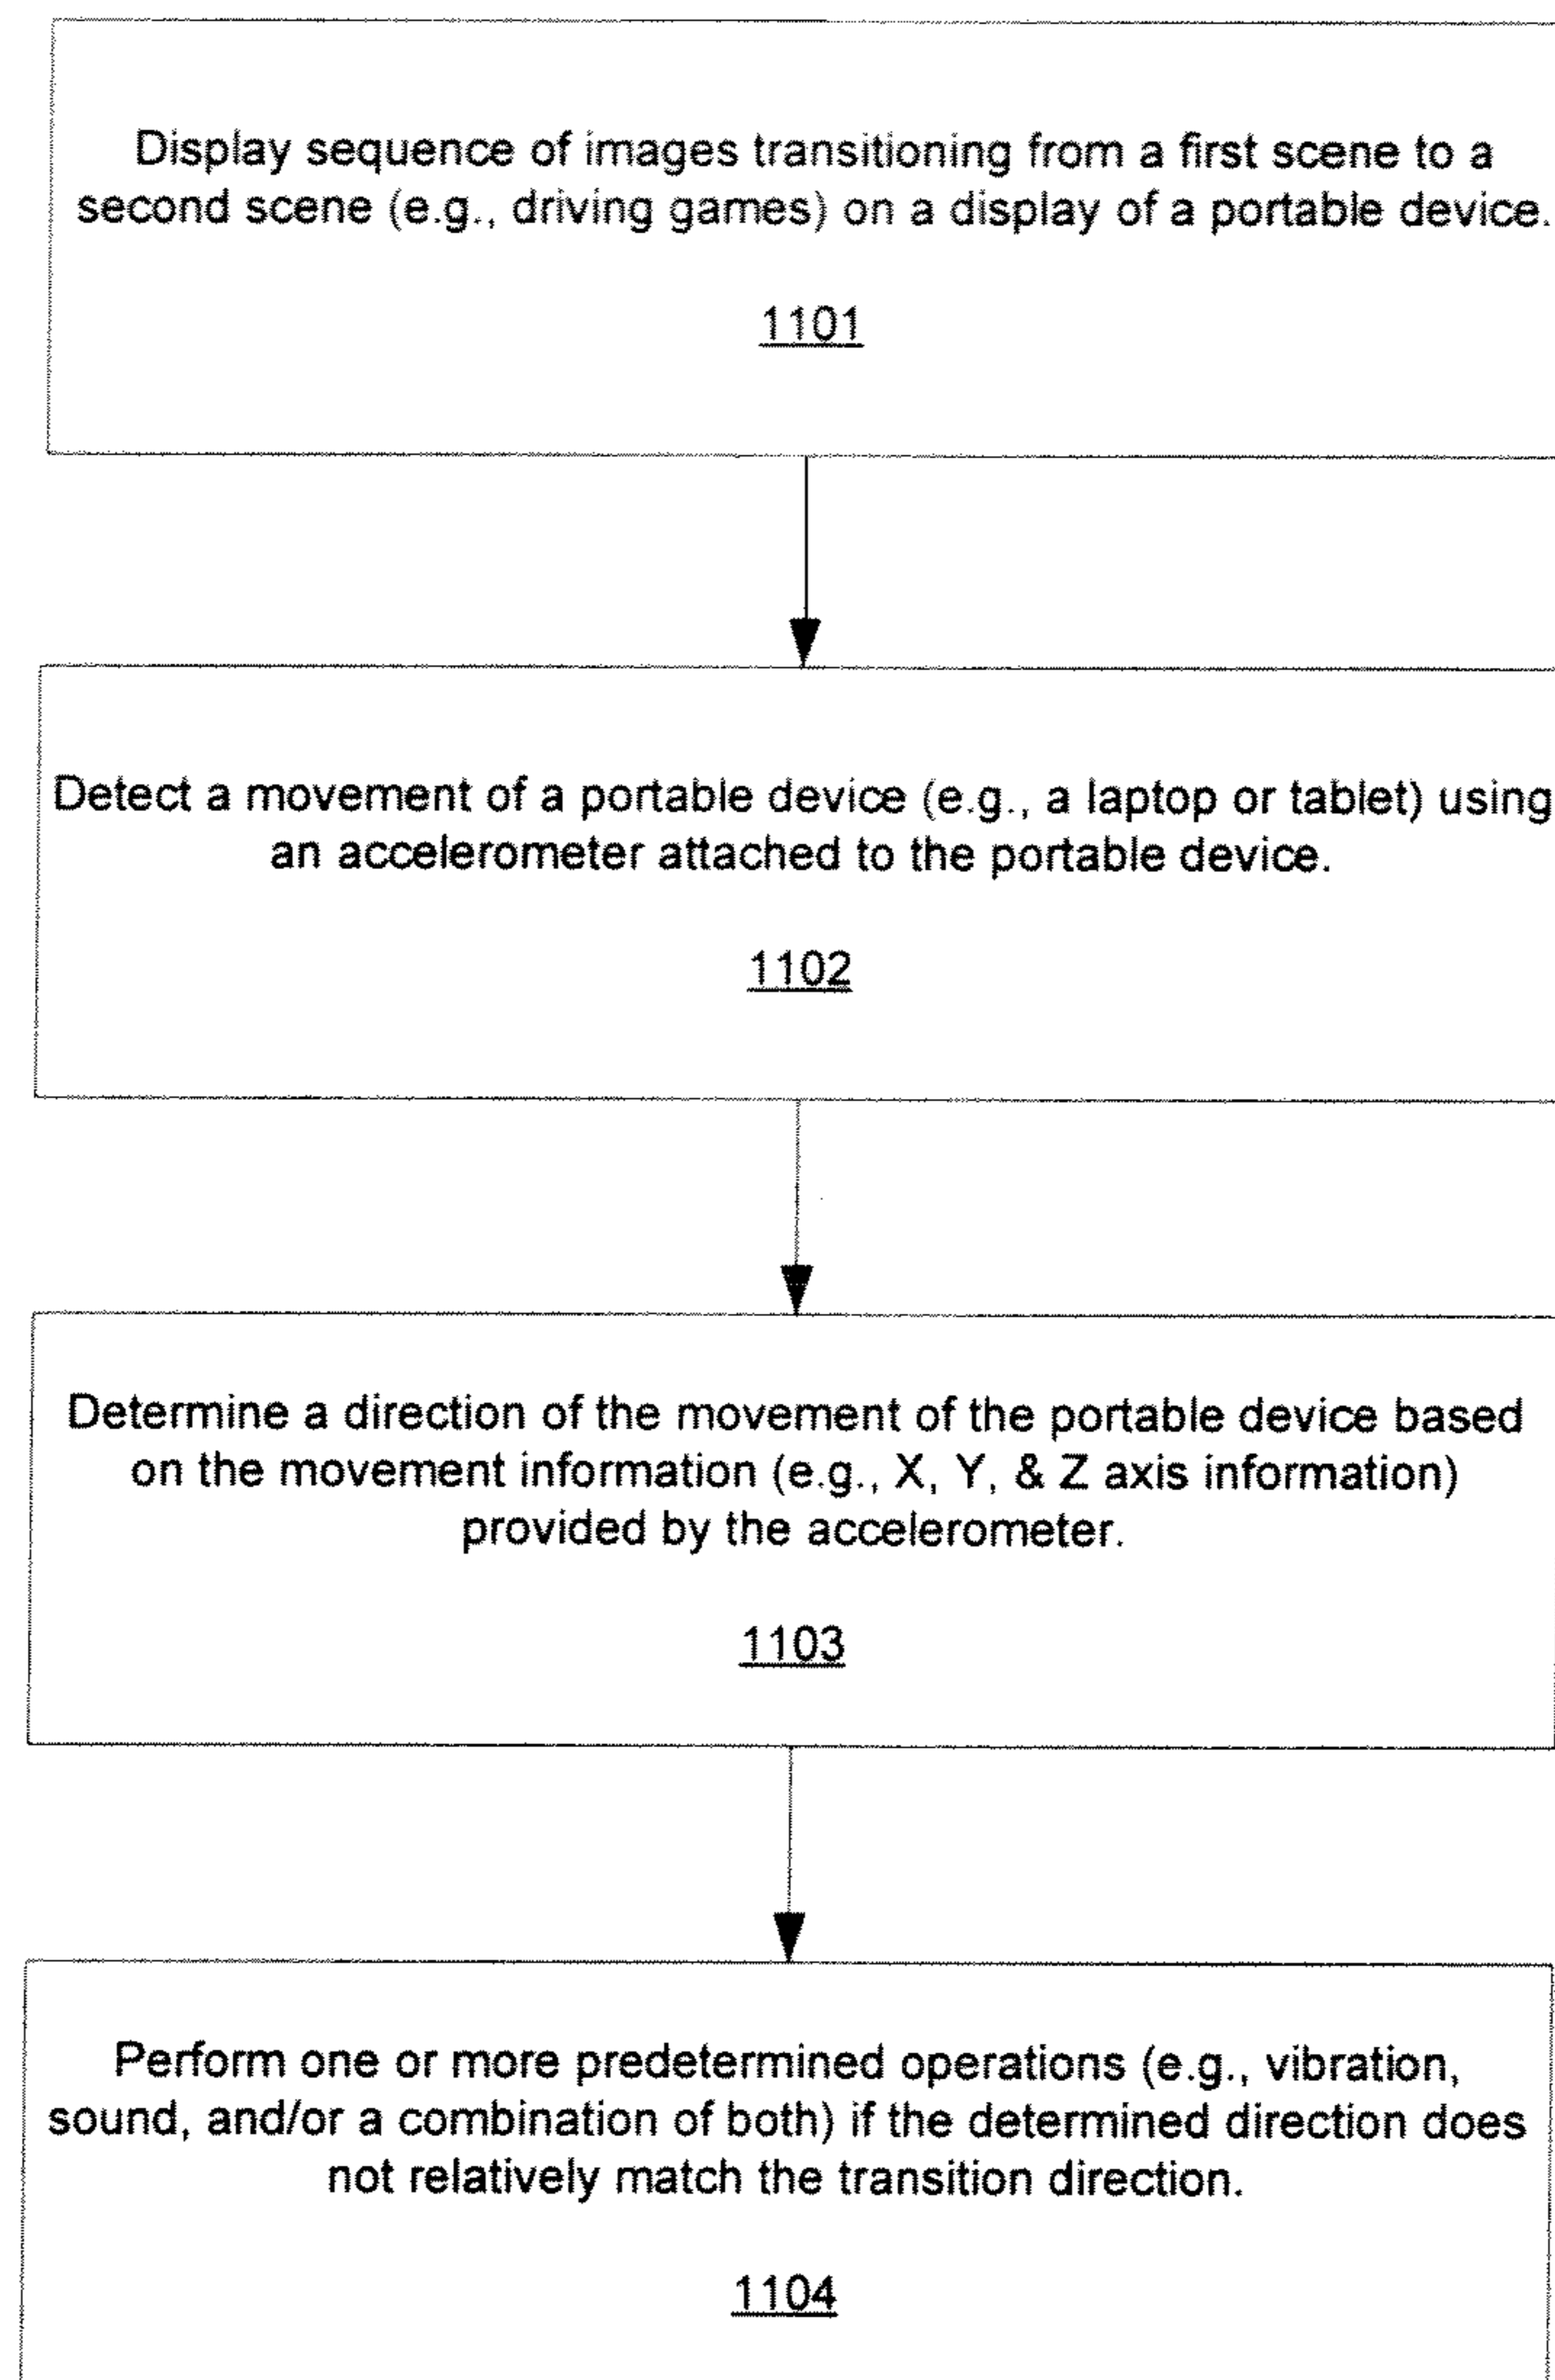 Display sequence of images transitioning from a first scene to a
second scene (e.g., driving games) on a display of a portable device.
1101
Detect a movement of a portable device (e.g., a laptop or tablet) using
an accelerometer attached to the portable device.
1102
Determine a direction of the movement of the portable device based
on the movement information (e.g., X, Y, & Z axis information)
provided by the accelerometer.
1103
Perform one or more predetermined operations (e.g., vibration,
sound, and/or a combination of both) if the determined direction does
not relatively match the transition direction.
1104